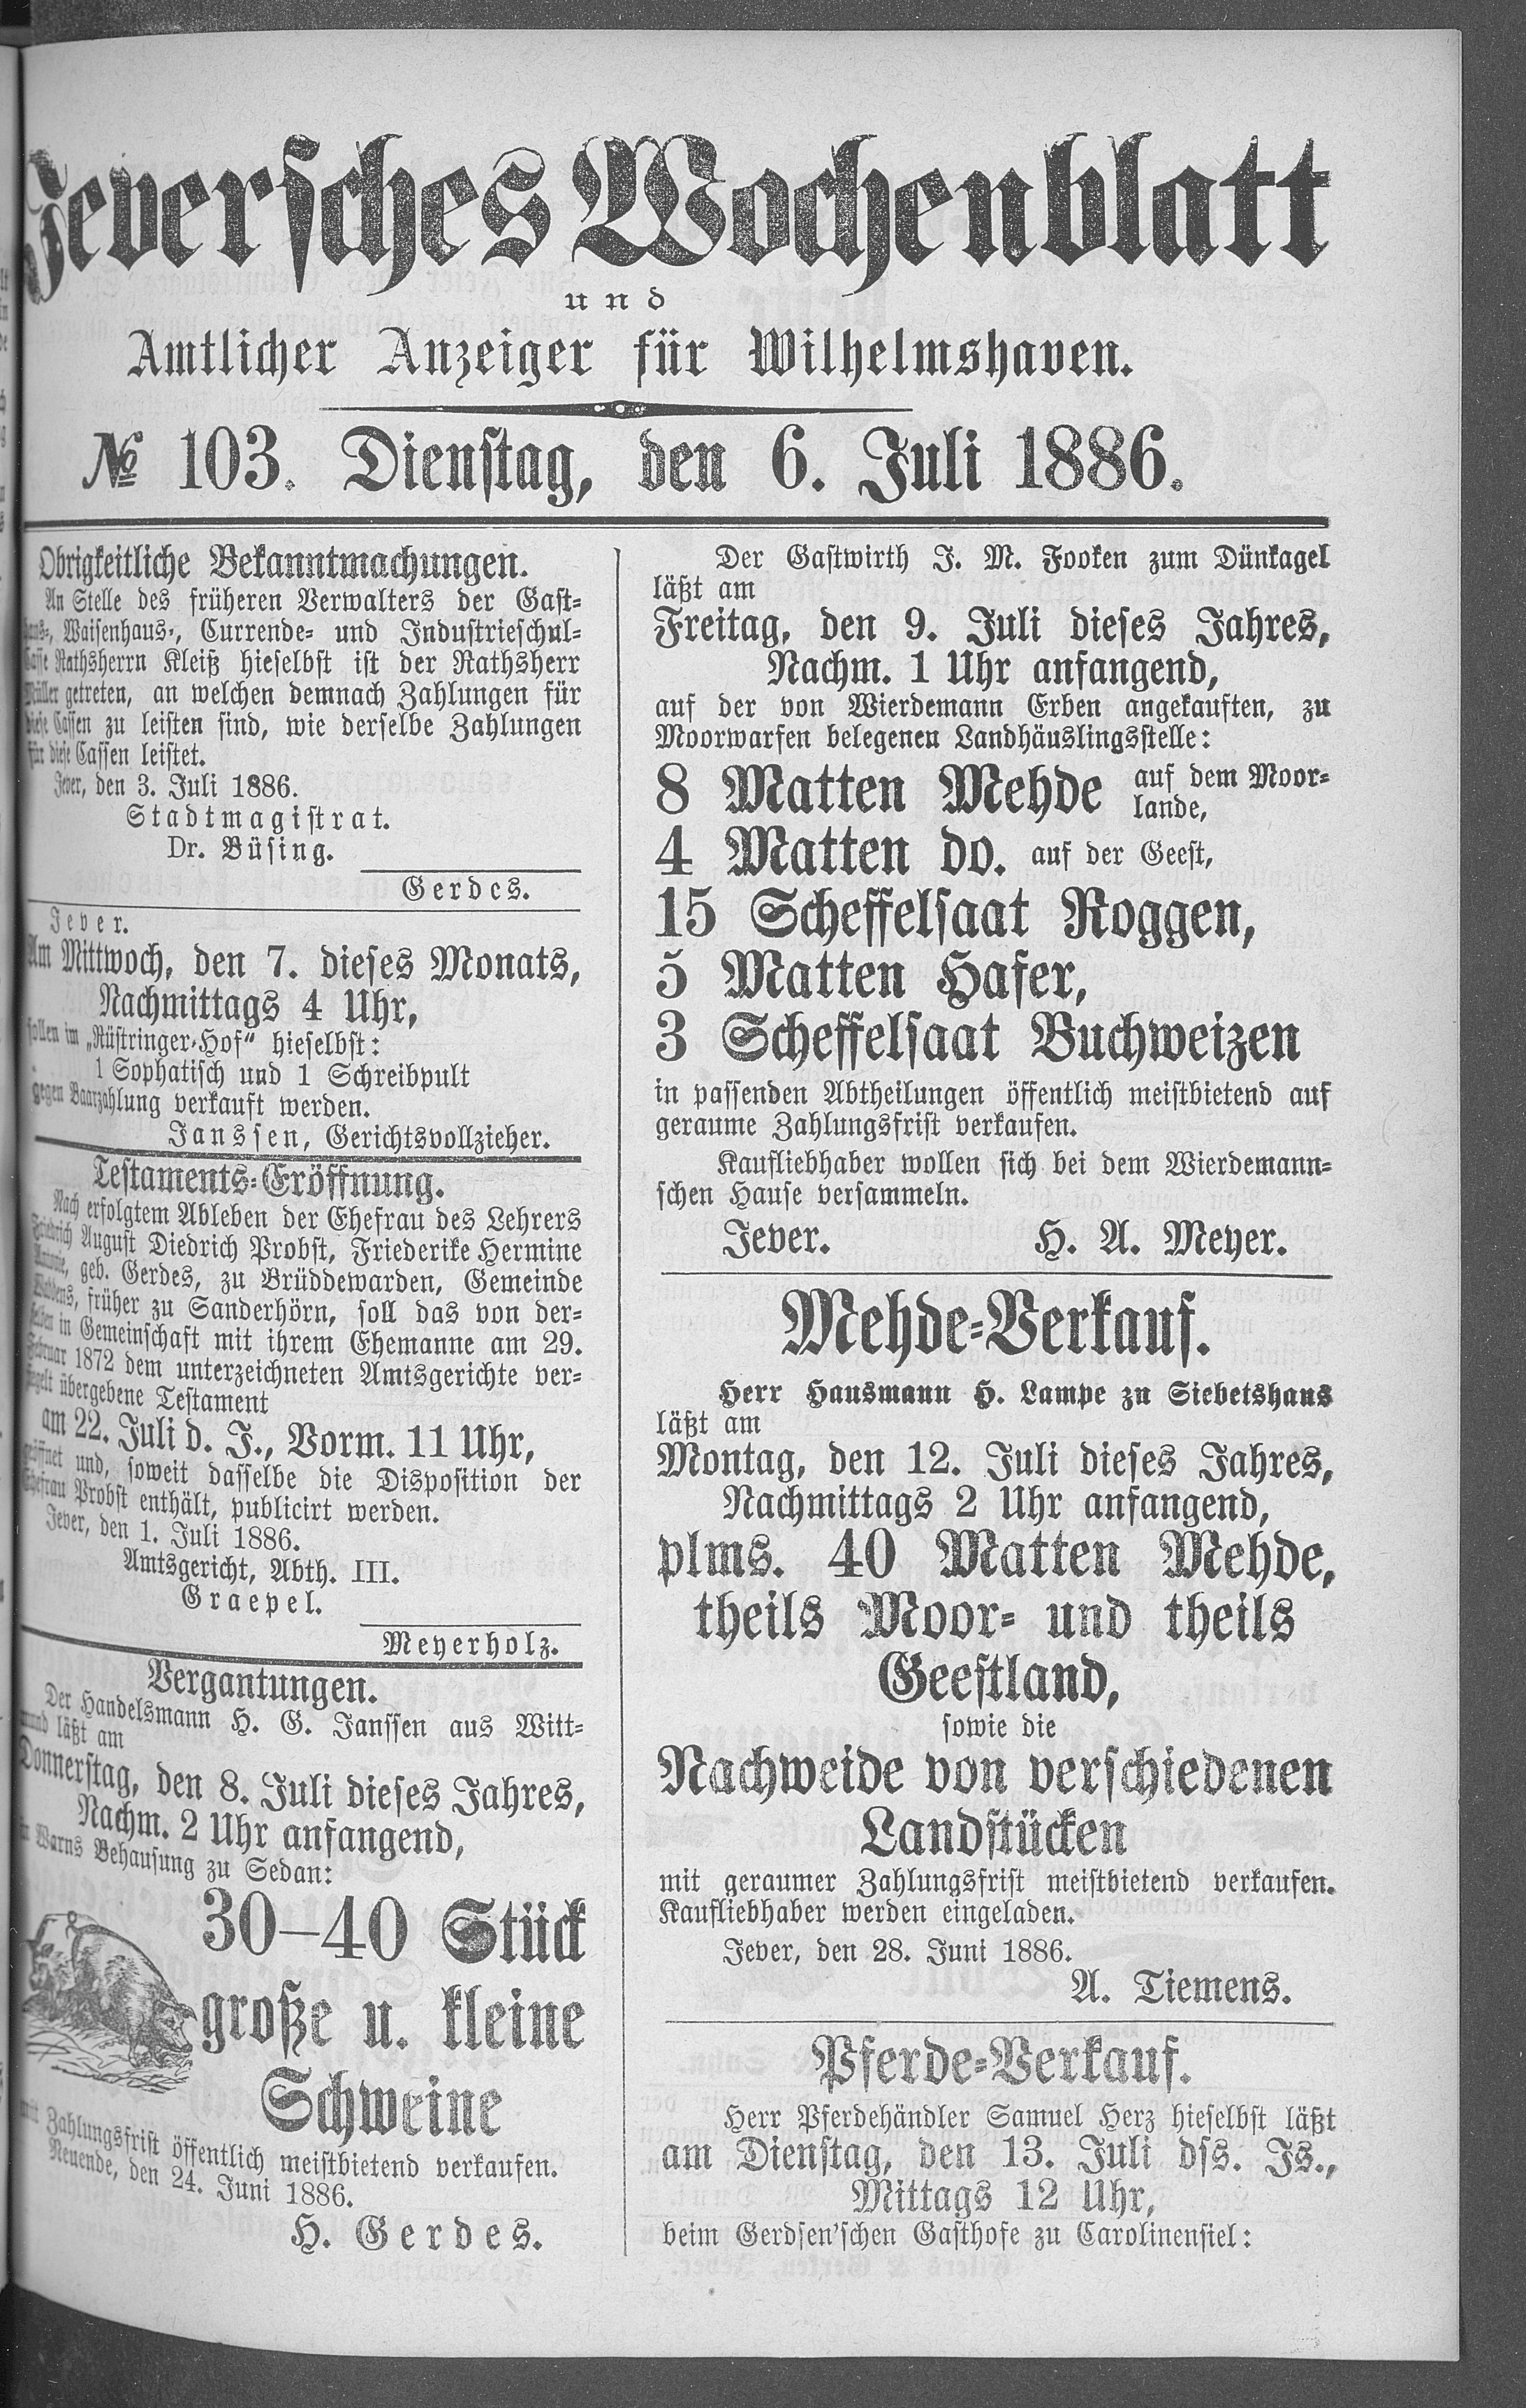 Jeversches Wochenblatt
und
Amtlicher Anzeiger für Wilhelmshaven.
№ 103. Dienstag, den 6. Juli 1886.
Obrigkeitliche Bekanntmachungen.
An Stelle des früheren Verwalters der Gast-
haus-, Waisenhaus-, Currende- und Industrieschul-
Casse Rathsherrn Kleiß hieselbst ist der Rathsherr
Müller getreten, an welchen demnach Zahlungen für
diese Cassen zu leisten sind, wie derselbe Zahlungen
für diese Cassen leistet.
Jever, den 3. Juli 1886.
Stadtmagistrat.
Dr. Büsing.
Gerdes.
Jever.
Am Mittwoch, den 7. dieses Monats,
Nachmittags 4 Uhr,
sollen im „Rüstringer-Hof“ hieselbst:
1 Sophatisch und 1 Schreibpult
gegen Baarzahlung verkauft werden.
Janssen, Gerichtsvollzieher.
Testaments-Eröffnung.
Nach erfolgtem Ableben der Ehefrau des Lehrers
Friedrich August Diedrich Probst, Friederike Hermine
geb. Gerdes, zu Brüddewarden, Gemeinde
Waddens, früher zu Sanderhörn, soll das von der-
selben in Gemeinschaft mit ihrem Ehemanne am 29.
Februar 1872 dem unterzeichneten Amtsgerichte ver-
siegelt übergebene Testament
am 22. Juli d. J., Vorm. 11 Uhr,
geöffnet und, soweit dasselbe die Disposition der
Ehefrau Probst enthält, publicirt werden.
Jever, den 1. Juli 1886.
Amtsgericht, Abth. III.
Graepel.
Meyerholz.
Vergantungen.
Der Handelsmann H. G. Janssen aus Witt-
mund läßt am
Donnerstag, den 8. Juli dieses Jahres,
Nachm. 2 Uhr anfangend,
in Warns Behausung zu Sedan:
30—40 Stück
große u. kleine
Schweine
mit Zahlungsfrist öffentlich meistbietend verkaufen.
Neuende, den 24. Juni 1886.
H. Gerdes.
Der Gastwirth J. M. Fooken zum Dünkagel
läßt am
Freitag, den 9. Juli dieses Jahres,
Nachm. 1 Uhr anfangend,
auf der von Wierdemann Erben angekauften, zu
Moorwarfen belegenen Landhäuslingsstelle:
8 Matten Mehde auf dem Moor-
lande,
4 Matten do. auf der Geest,
15 Scheffelsaat Roggen,
5 Matten Hafer,
3 Scheffelsaat Buchweizen
in passenden Abtheilungen öffentlich meistbietend auf
geraume Zahlungsfrist verkaufen.
Kaufliebhaber wollen sich bei dem Wierdemann-
schen Hause versammeln.
Jever. H. A. Meyer.
Mehde-Verkauf.
Herr Hausmann H. Lampe zu Siebetshaus
läßt am
Montag, den 12. Juli dieses Jahres,
Nachmittags 2 Uhr anfangend,
plms. 40 Matten Mehde,
theils Moor- und theils
Geestland,
sowie die
Nachweide von verschiedenen
Landstücken
mit geraumer Zahlungsfrist meistbietend verkaufen.
Kaufliebhaber werden eingeladen.
Jever, den 28. Juni 1886.
A. Tiemens.
Pferde-Verkauf.
Herr Pferdehändler Samuel Herz hieselbst läßt
am Dienstag, den 13. Juli dss. Js.,
Mittags 12 Uhr,
beim Gerdsen'schen Gasthofe zu Carolinensiel: